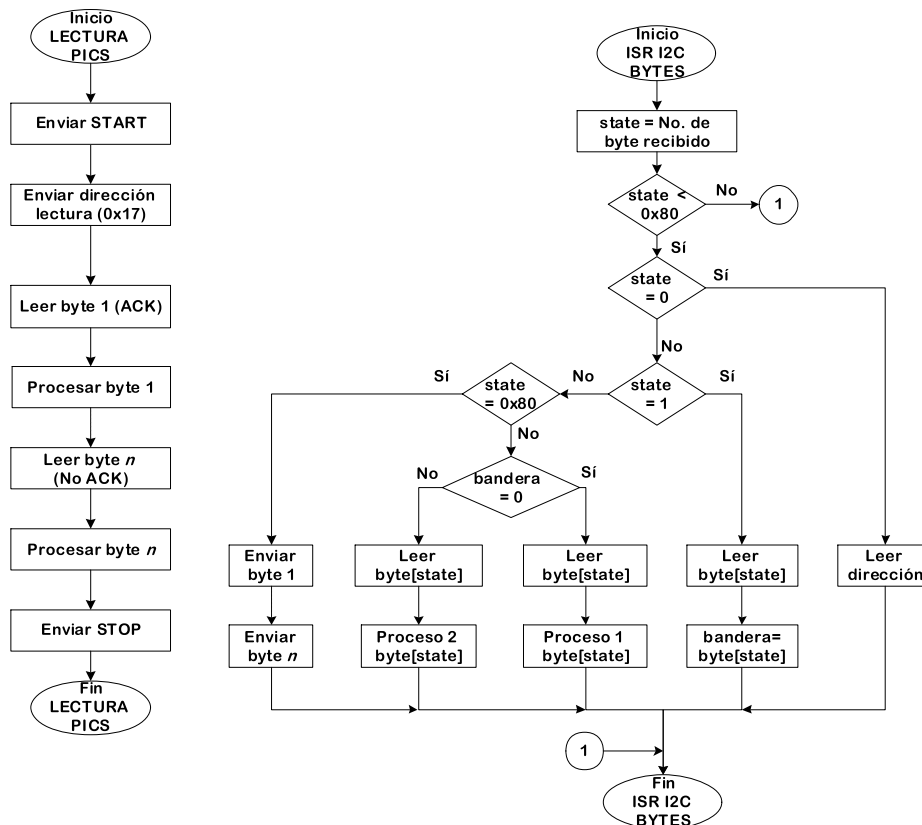 Inicio
LECTURA
PICS
Enviar START
Enviar dirección
lectura (0x17)
Leer byte 1 (ACK)
Procesar byte 1
Leer byte n
(No ACK)
Procesar byte n
Enviar STOP
Fin
LECTURA
PICS
Inicio
ISR I2C
BYTES
state = No. de
byte recibido
state <
0x80
No
1
Sí
state
= 0
Sí
No
state
= 1
Sí
No
state
= 0x80
Sí
No
bandera
= 0
No
Sí
Enviar
byte 1
Leer
byte[state]
Leer
byte[state]
Leer
byte[state]
Leer
dirección
Enviar
byte n
Proceso 2
byte[state]
Proceso 1
byte[state]
bandera=
byte[state]
1
Fin
ISR I2C
BYTES